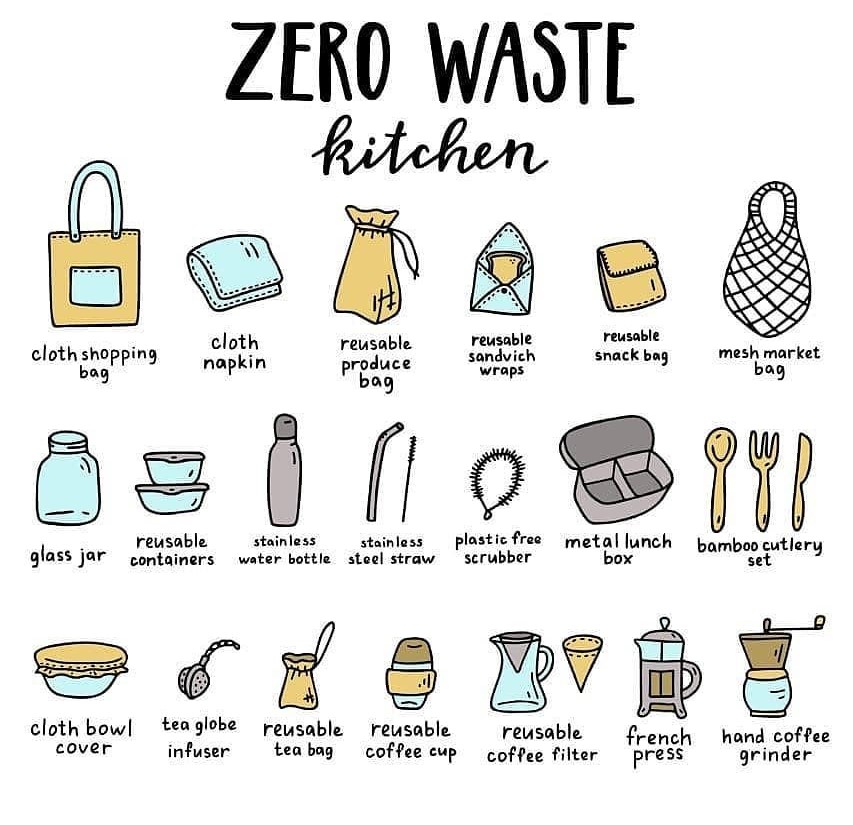 ZERO WASTE
kitchen
cloth shopping
bag
cloth
napkin
reusable
produce
bag
reusable
sandvich
wraps
reusable
snack bag
mesh market
bag
glass jar
reusable
containers
stainless
water bottle
stainless
steel straw
plastic free
scrubber
metal lunch
box
bamboo cutlery
set
cloth bowl
cover
tea globe
infuser
reusable
tea bag
reusable
coffee cup
reusable
coffee filter
french
press
hand coffee
grinder